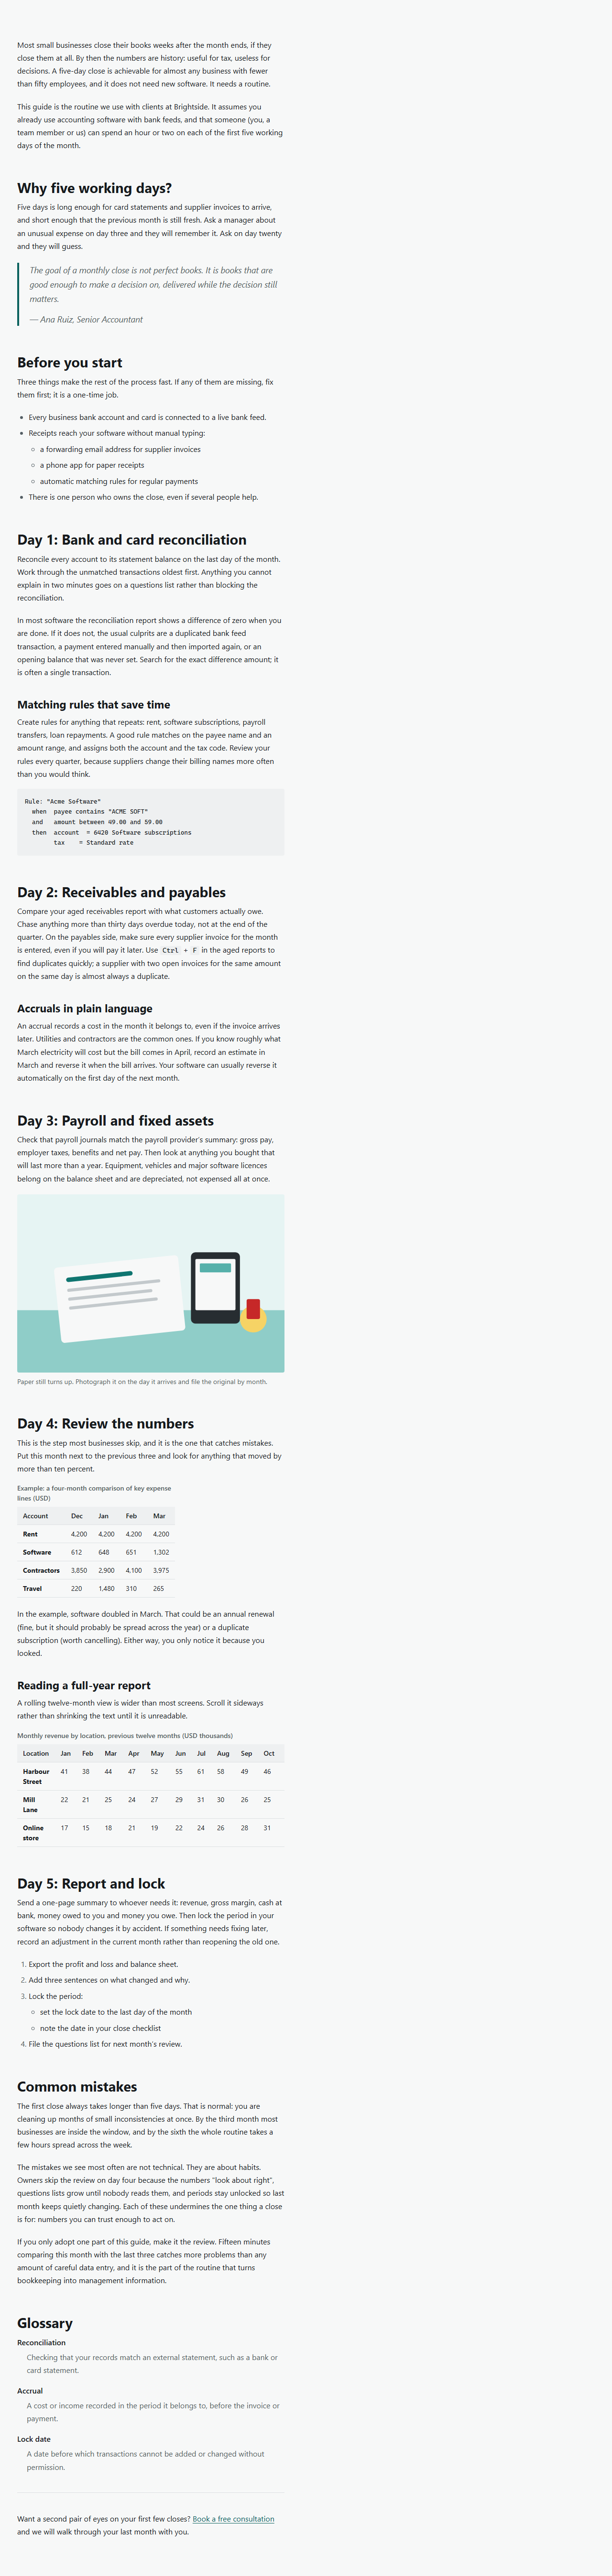 Most small businesses close their books weeks after the month ends, if they
close them at all. By then the numbers are history: useful for tax, useless for
decisions. A five-day close is achievable for almost any business with fewer
than fifty employees, and it does not need new software. It needs a routine.
This guide is the routine we use with clients at Brightside. It assumes you
already use accounting software with bank feeds, and that someone (you, a
team member or us) can spend an hour or two on each of the first five working
days of the month.
Why five working days?
Five days is long enough for card statements and supplier invoices to arrive,
and short enough that the previous month is still fresh. Ask a manager about
an unusual expense on day three and they will remember it. Ask on day twenty
and they will guess.
The goal of a monthly close is not perfect books. It is books that are
good enough to make a decision on, delivered while the decision still
matters.
— Ana Ruiz, Senior Accountant
Before you start
Three things make the rest of the process fast. If any of them are missing, fix
them first; it is a one-time job.
• Every business bank account and card is connected to a live bank feed.
• Receipts reach your software without manual typing:
◦ a forwarding email address for supplier invoices
◦ a phone app for paper receipts
◦ automatic matching rules for regular payments
• There is one person who owns the close, even if several people help.
Day 1: Bank and card reconciliation
Reconcile every account to its statement balance on the last day of the month.
Work through the unmatched transactions oldest first. Anything you cannot
explain in two minutes goes on a questions list rather than blocking the
reconciliation.
In most software the reconciliation report shows a difference of zero when you
are done. If it does not, the usual culprits are a duplicated bank feed
transaction, a payment entered manually and then imported again, or an
opening balance that was never set. Search for the exact difference amount; it
is often a single transaction.
Matching rules that save time
Create rules for anything that repeats: rent, software subscriptions, payroll
transfers, loan repayments. A good rule matches on the payee name and an
amount range, and assigns both the account and the tax code. Review your
rules every quarter, because suppliers change their billing names more often
than you would think.
Rule: "Acme Software"
when payee contains "ACME SOFT"
and amount between 49.00 and 59.00
then account = 6420 Software subscriptions
tax = Standard rate
Day 2: Receivables and payables
Compare your aged receivables report with what customers actually owe.
Chase anything more than thirty days overdue today, not at the end of the
quarter. On the payables side, make sure every supplier invoice for the month
is entered, even if you will pay it later. Use Ctrl + F in the aged reports to
find duplicates quickly; a supplier with two open invoices for the same amount
on the same day is almost always a duplicate.
Accruals in plain language
An accrual records a cost in the month it belongs to, even if the invoice arrives
later. Utilities and contractors are the common ones. If you know roughly what
March electricity will cost but the bill comes in April, record an estimate in
March and reverse it when the bill arrives. Your software can usually reverse it
automatically on the first day of the next month.
Day 3: Payroll and fixed assets
Check that payroll journals match the payroll provider's summary: gross pay,
employer taxes, benefits and net pay. Then look at anything you bought that
will last more than a year. Equipment, vehicles and major software licences
belong on the balance sheet and are depreciated, not expensed all at once.
Paper still turns up. Photograph it on the day it arrives and file the original by month.
Day 4: Review the numbers
This is the step most businesses skip, and it is the one that catches mistakes.
Put this month next to the previous three and look for anything that moved by
more than ten percent.
Example: a four-month comparison of key expense
lines (USD)
Account Dec Jan Feb Mar
Rent 4,200 4,200 4,200 4,200
Software 612 648 651 1,302
Contractors 3,850 2,900 4,100 3,975
Travel 220 1,480 310 265
In the example, software doubled in March. That could be an annual renewal
(fine, but it should probably be spread across the year) or a duplicate
subscription (worth cancelling). Either way, you only notice it because you
looked.
Reading a full-year report
A rolling twelve-month view is wider than most screens. Scroll it sideways
rather than shrinking the text until it is unreadable.
Monthly revenue by location, previous twelve months (USD thousands)
Location Jan Feb Mar Apr May Jun Jul Aug Sep Oct
Harbour 41 38 44 47 52 55 61 58 49 46
Street
Mill 22 21 25 24 27 29 31 30 26 25
Lane
Online 17 15 18 21 19 22 24 26 28 31
store
Day 5: Report and lock
Send a one-page summary to whoever needs it: revenue, gross margin, cash at
bank, money owed to you and money you owe. Then lock the period in your
software so nobody changes it by accident. If something needs fixing later,
record an adjustment in the current month rather than reopening the old one.
1. Export the profit and loss and balance sheet.
2. Add three sentences on what changed and why.
3. Lock the period:
◦ set the lock date to the last day of the month
◦ note the date in your close checklist
4. File the questions list for next month's review.
Common mistakes
The first close always takes longer than five days. That is normal: you are
cleaning up months of small inconsistencies at once. By the third month most
businesses are inside the window, and by the sixth the whole routine takes a
few hours spread across the week.
The mistakes we see most often are not technical. They are about habits.
Owners skip the review on day four because the numbers "look about right",
questions lists grow until nobody reads them, and periods stay unlocked so last
month keeps quietly changing. Each of these undermines the one thing a close
is for: numbers you can trust enough to act on.
If you only adopt one part of this guide, make it the review. Fifteen minutes
comparing this month with the last three catches more problems than any
amount of careful data entry, and it is the part of the routine that turns
bookkeeping into management information.
Glossary
Reconciliation
Checking that your records match an external statement, such as a bank or
card statement.
Accrual
A cost or income recorded in the period it belongs to, before the invoice or
payment.
Lock date
A date before which transactions cannot be added or changed without
permission.
Want a second pair of eyes on your first few closes? Book a free consultation
and we will walk through your last month with you.